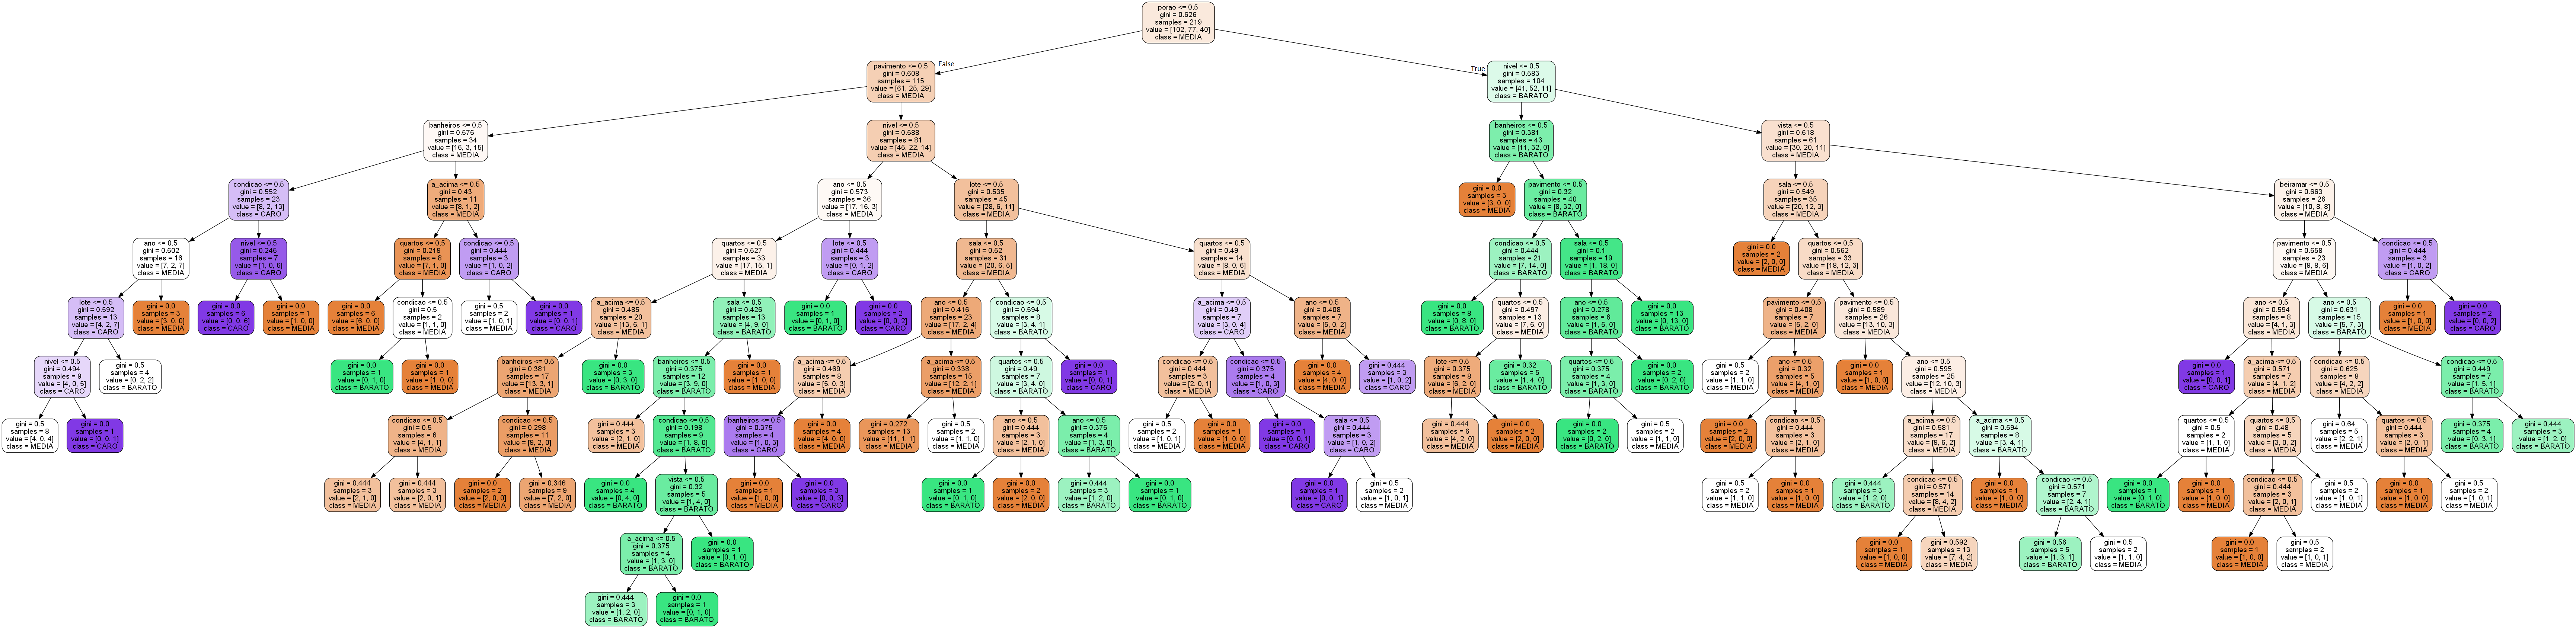 porao <= 0.5
gini = 0.626
samples = 219
value = [102, 77, 40]
class = MEDIA
False
True
pavimento <= 0.5
gini = 0.608
samples = 115
value = [61, 25, 29]
class = MEDIA
nivel <= 0.5
gini = 0.583
samples = 104
value = [41, 52, 11]
class = BARATO
banheiros <= 0.5
gini = 0.576
samples = 34
value = [16, 3, 15]
class = MEDIA
nivel <= 0.5
gini = 0.588
samples = 81
value = [45, 22, 14]
class = MEDIA
banheiros <= 0.5
gini = 0.381
samples = 43
value = [11, 32, 0]
class = BARATO
vista <= 0.5
gini = 0.618
samples = 61
value = [30, 20, 11]
class = MEDIA
condicao <= 0.5
gini = 0.552
samples = 23
value = [8, 2, 13]
class = CARO
a_acima <= 0.5
gini = 0.43
samples = 11
value = [8, 1, 2]
class = MEDIA
ano <= 0.5
gini = 0.573
samples = 36
value = [17, 16, 3]
class = MEDIA
lote <= 0.5
gini = 0.535
samples = 45
value = [28, 6, 11]
class = MEDIA
gini = 0.0
samples = 3
value = [3, 0, 0]
class = MEDIA
pavimento <= 0.5
gini = 0.32
samples = 40
value = [8, 32, 0]
class = BARATO
sala <= 0.5
gini = 0.549
samples = 35
value = [20, 12, 3]
class = MEDIA
beiramar <= 0.5
gini = 0.663
samples = 26
value = [10, 8, 8]
class = MEDIA
ano <= 0.5
gini = 0.602
samples = 16
value = [7, 2, 7]
class = MEDIA
nivel <= 0.5
gini = 0.245
samples = 7
value = [1, 0, 6]
class = CARO
quartos <= 0.5
gini = 0.219
samples = 8
value = [7, 1, 0]
class = MEDIA
condicao <= 0.5
gini = 0.444
samples = 3
value = [1, 0, 2]
class = CARO
quartos <= 0.5
gini = 0.527
samples = 33
value = [17, 15, 1]
class = MEDIA
lote <= 0.5
gini = 0.444
samples = 3
value = [0, 1, 2]
class = CARO
sala <= 0.5
gini = 0.52
samples = 31
value = [20, 6, 5]
class = MEDIA
quartos <= 0.5
gini = 0.49
samples = 14
value = [8, 0, 6]
class = MEDIA
condicao <= 0.5
gini = 0.444
samples = 21
value = [7, 14, 0]
class = BARATO
sala <= 0.5
gini = 0.1
samples = 19
value = [1, 18, 0]
class = BARATO
gini = 0.0
samples = 2
value = [2, 0, 0]
class = MEDIA
quartos <= 0.5
gini = 0.562
samples = 33
value = [18, 12, 3]
class = MEDIA
pavimento <= 0.5
gini = 0.658
samples = 23
value = [9, 8, 6]
class = MEDIA
condicao <= 0.5
gini = 0.444
samples = 3
value = [1, 0, 2]
class = CARO
lote <= 0.5
gini = 0.592
samples = 13
value = [4, 2, 7]
class = CARO
gini = 0.0
samples = 3
value = [3, 0, 0]
class = MEDIA
gini = 0.0
samples = 6
value = [0, 0, 6]
class = CARO
gini = 0.0
samples = 1
value = [1, 0, 0]
class = MEDIA
gini = 0.0
samples = 6
value = [6, 0, 0]
class = MEDIA
condicao <= 0.5
gini = 0.5
samples = 2
value = [1, 1, 0]
class = MEDIA
gini = 0.5
samples = 2
value = [1, 0, 1]
class = MEDIA
gini = 0.0
samples = 1
value = [0, 0, 1]
class = CARO
a_acima <= 0.5
gini = 0.485
samples = 20
value = [13, 6, 1]
class = MEDIA
sala <= 0.5
gini = 0.426
samples = 13
value = [4, 9, 0]
class = BARATO
gini = 0.0
samples = 1
value = [0, 1, 0]
class = BARATO
gini = 0.0
samples = 2
value = [0, 0, 2]
class = CARO
ano <= 0.5
gini = 0.416
samples = 23
value = [17, 2, 4]
class = MEDIA
condicao <= 0.5
gini = 0.594
samples = 8
value = [3, 4, 1]
class = BARATO
a_acima <= 0.5
gini = 0.49
samples = 7
value = [3, 0, 4]
class = CARO
ano <= 0.5
gini = 0.408
samples = 7
value = [5, 0, 2]
class = MEDIA
gini = 0.0
samples = 8
value = [0, 8, 0]
class = BARATO
quartos <= 0.5
gini = 0.497
samples = 13
value = [7, 6, 0]
class = MEDIA
ano <= 0.5
gini = 0.278
samples = 6
value = [1, 5, 0]
class = BARATO
gini = 0.0
samples = 13
value = [0, 13, 0]
class = BARATO
pavimento <= 0.5
gini = 0.408
samples = 7
value = [5, 2, 0]
class = MEDIA
pavimento <= 0.5
gini = 0.589
samples = 26
value = [13, 10, 3]
class = MEDIA
ano <= 0.5
gini = 0.594
samples = 8
value = [4, 1, 3]
class = MEDIA
ano <= 0.5
gini = 0.631
samples = 15
value = [5, 7, 3]
class = BARATO
gini = 0.0
samples = 1
value = [1, 0, 0]
class = MEDIA
gini = 0.0
samples = 2
value = [0, 0, 2]
class = CARO
nivel <= 0.5
gini = 0.494
samples = 9
value = [4, 0, 5]
class = CARO
gini = 0.5
samples = 4
value = [0, 2, 2]
class = BARATO
gini = 0.0
samples = 1
value = [0, 1, 0]
class = BARATO
gini = 0.0
samples = 1
value = [1, 0, 0]
class = MEDIA
banheiros <= 0.5
gini = 0.381
samples = 17
value = [13, 3, 1]
class = MEDIA
gini = 0.0
samples = 3
value = [0, 3, 0]
class = BARATO
banheiros <= 0.5
gini = 0.375
samples = 12
value = [3, 9, 0]
class = BARATO
gini = 0.0
samples = 1
value = [1, 0, 0]
class = MEDIA
a_acima <= 0.5
gini = 0.469
samples = 8
value = [5, 0, 3]
class = MEDIA
a_acima <= 0.5
gini = 0.338
samples = 15
value = [12, 2, 1]
class = MEDIA
quartos <= 0.5
gini = 0.49
samples = 7
value = [3, 4, 0]
class = BARATO
gini = 0.0
samples = 1
value = [0, 0, 1]
class = CARO
condicao <= 0.5
gini = 0.444
samples = 3
value = [2, 0, 1]
class = MEDIA
condicao <= 0.5
gini = 0.375
samples = 4
value = [1, 0, 3]
class = CARO
gini = 0.0
samples = 4
value = [4, 0, 0]
class = MEDIA
gini = 0.444
samples = 3
value = [1, 0, 2]
class = CARO
lote <= 0.5
gini = 0.375
samples = 8
value = [6, 2, 0]
class = MEDIA
gini = 0.32
samples = 5
value = [1, 4, 0]
class = BARATO
quartos <= 0.5
gini = 0.375
samples = 4
value = [1, 3, 0]
class = BARATO
gini = 0.0
samples = 2
value = [0, 2, 0]
class = BARATO
gini = 0.5
samples = 2
value = [1, 1, 0]
class = MEDIA
ano <= 0.5
gini = 0.32
samples = 5
value = [4, 1, 0]
class = MEDIA
gini = 0.0
samples = 1
value = [1, 0, 0]
class = MEDIA
ano <= 0.5
gini = 0.595
samples = 25
value = [12, 10, 3]
class = MEDIA
gini = 0.0
samples = 1
value = [0, 0, 1]
class = CARO
a_acima <= 0.5
gini = 0.571
samples = 7
value = [4, 1, 2]
class = MEDIA
condicao <= 0.5
gini = 0.625
samples = 8
value = [4, 2, 2]
class = MEDIA
condicao <= 0.5
gini = 0.449
samples = 7
value = [1, 5, 1]
class = BARATO
gini = 0.5
samples = 8
value = [4, 0, 4]
class = MEDIA
gini = 0.0
samples = 1
value = [0, 0, 1]
class = CARO
condicao <= 0.5
gini = 0.5
samples = 6
value = [4, 1, 1]
class = MEDIA
condicao <= 0.5
gini = 0.298
samples = 11
value = [9, 2, 0]
class = MEDIA
gini = 0.444
samples = 3
value = [2, 1, 0]
class = MEDIA
condicao <= 0.5
gini = 0.198
samples = 9
value = [1, 8, 0]
class = BARATO
banheiros <= 0.5
gini = 0.375
samples = 4
value = [1, 0, 3]
class = CARO
gini = 0.0
samples = 4
value = [4, 0, 0]
class = MEDIA
gini = 0.272
samples = 13
value = [11, 1, 1]
class = MEDIA
gini = 0.5
samples = 2
value = [1, 1, 0]
class = MEDIA
ano <= 0.5
gini = 0.444
samples = 3
value = [2, 1, 0]
class = MEDIA
ano <= 0.5
gini = 0.375
samples = 4
value = [1, 3, 0]
class = BARATO
gini = 0.5
samples = 2
value = [1, 0, 1]
class = MEDIA
gini = 0.0
samples = 1
value = [1, 0, 0]
class = MEDIA
gini = 0.0
samples = 1
value = [0, 0, 1]
class = CARO
sala <= 0.5
gini = 0.444
samples = 3
value = [1, 0, 2]
class = CARO
gini = 0.444
samples = 6
value = [4, 2, 0]
class = MEDIA
gini = 0.0
samples = 2
value = [2, 0, 0]
class = MEDIA
gini = 0.0
samples = 2
value = [0, 2, 0]
class = BARATO
gini = 0.5
samples = 2
value = [1, 1, 0]
class = MEDIA
gini = 0.0
samples = 2
value = [2, 0, 0]
class = MEDIA
condicao <= 0.5
gini = 0.444
samples = 3
value = [2, 1, 0]
class = MEDIA
a_acima <= 0.5
gini = 0.581
samples = 17
value = [9, 6, 2]
class = MEDIA
a_acima <= 0.5
gini = 0.594
samples = 8
value = [3, 4, 1]
class = BARATO
quartos <= 0.5
gini = 0.5
samples = 2
value = [1, 1, 0]
class = MEDIA
quartos <= 0.5
gini = 0.48
samples = 5
value = [3, 0, 2]
class = MEDIA
gini = 0.64
samples = 5
value = [2, 2, 1]
class = MEDIA
quartos <= 0.5
gini = 0.444
samples = 3
value = [2, 0, 1]
class = MEDIA
gini = 0.375
samples = 4
value = [0, 3, 1]
class = BARATO
gini = 0.444
samples = 3
value = [1, 2, 0]
class = BARATO
gini = 0.444
samples = 3
value = [2, 1, 0]
class = MEDIA
gini = 0.444
samples = 3
value = [2, 0, 1]
class = MEDIA
gini = 0.0
samples = 2
value = [2, 0, 0]
class = MEDIA
gini = 0.346
samples = 9
value = [7, 2, 0]
class = MEDIA
gini = 0.0
samples = 4
value = [0, 4, 0]
class = BARATO
vista <= 0.5
gini = 0.32
samples = 5
value = [1, 4, 0]
class = BARATO
gini = 0.0
samples = 1
value = [1, 0, 0]
class = MEDIA
gini = 0.0
samples = 3
value = [0, 0, 3]
class = CARO
gini = 0.0
samples = 1
value = [0, 1, 0]
class = BARATO
gini = 0.0
samples = 2
value = [2, 0, 0]
class = MEDIA
gini = 0.444
samples = 3
value = [1, 2, 0]
class = BARATO
gini = 0.0
samples = 1
value = [0, 1, 0]
class = BARATO
gini = 0.0
samples = 1
value = [0, 0, 1]
class = CARO
gini = 0.5
samples = 2
value = [1, 0, 1]
class = MEDIA
gini = 0.5
samples = 2
value = [1, 1, 0]
class = MEDIA
gini = 0.0
samples = 1
value = [1, 0, 0]
class = MEDIA
gini = 0.444
samples = 3
value = [1, 2, 0]
class = BARATO
condicao <= 0.5
gini = 0.571
samples = 14
value = [8, 4, 2]
class = MEDIA
gini = 0.0
samples = 1
value = [1, 0, 0]
class = MEDIA
condicao <= 0.5
gini = 0.571
samples = 7
value = [2, 4, 1]
class = BARATO
gini = 0.0
samples = 1
value = [0, 1, 0]
class = BARATO
gini = 0.0
samples = 1
value = [1, 0, 0]
class = MEDIA
condicao <= 0.5
gini = 0.444
samples = 3
value = [2, 0, 1]
class = MEDIA
gini = 0.5
samples = 2
value = [1, 0, 1]
class = MEDIA
gini = 0.0
samples = 1
value = [1, 0, 0]
class = MEDIA
gini = 0.5
samples = 2
value = [1, 0, 1]
class = MEDIA
a_acima <= 0.5
gini = 0.375
samples = 4
value = [1, 3, 0]
class = BARATO
gini = 0.0
samples = 1
value = [0, 1, 0]
class = BARATO
gini = 0.0
samples = 1
value = [1, 0, 0]
class = MEDIA
gini = 0.592
samples = 13
value = [7, 4, 2]
class = MEDIA
gini = 0.56
samples = 5
value = [1, 3, 1]
class = BARATO
gini = 0.5
samples = 2
value = [1, 1, 0]
class = MEDIA
gini = 0.0
samples = 1
value = [1, 0, 0]
class = MEDIA
gini = 0.5
samples = 2
value = [1, 0, 1]
class = MEDIA
gini = 0.444
samples = 3
value = [1, 2, 0]
class = BARATO
gini = 0.0
samples = 1
value = [0, 1, 0]
class = BARATO